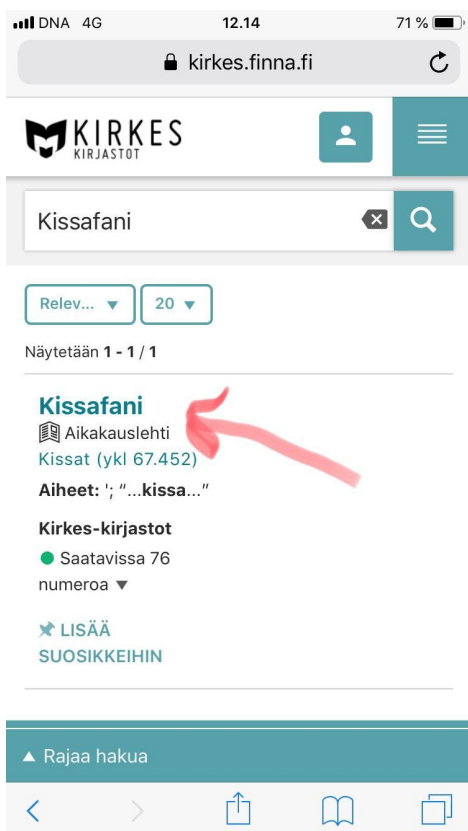 DNA 4G 12.14 71 %
kirkes.finna.fi
KIRKES
KIRJASTOT
Kissafani
Relev... ▼ 20 ▼
Näytetään 1 - 1 / 1
Kissafani
Aikakauslehti
Kissat (ykl 67.452)
Aiheet: '; “...kissa...”
Kirkes-kirjastot
Saatavissa 76
numeroa ▼
LISÄÄ
SUOSIKKEIHIN
▲ Rajaa hakua